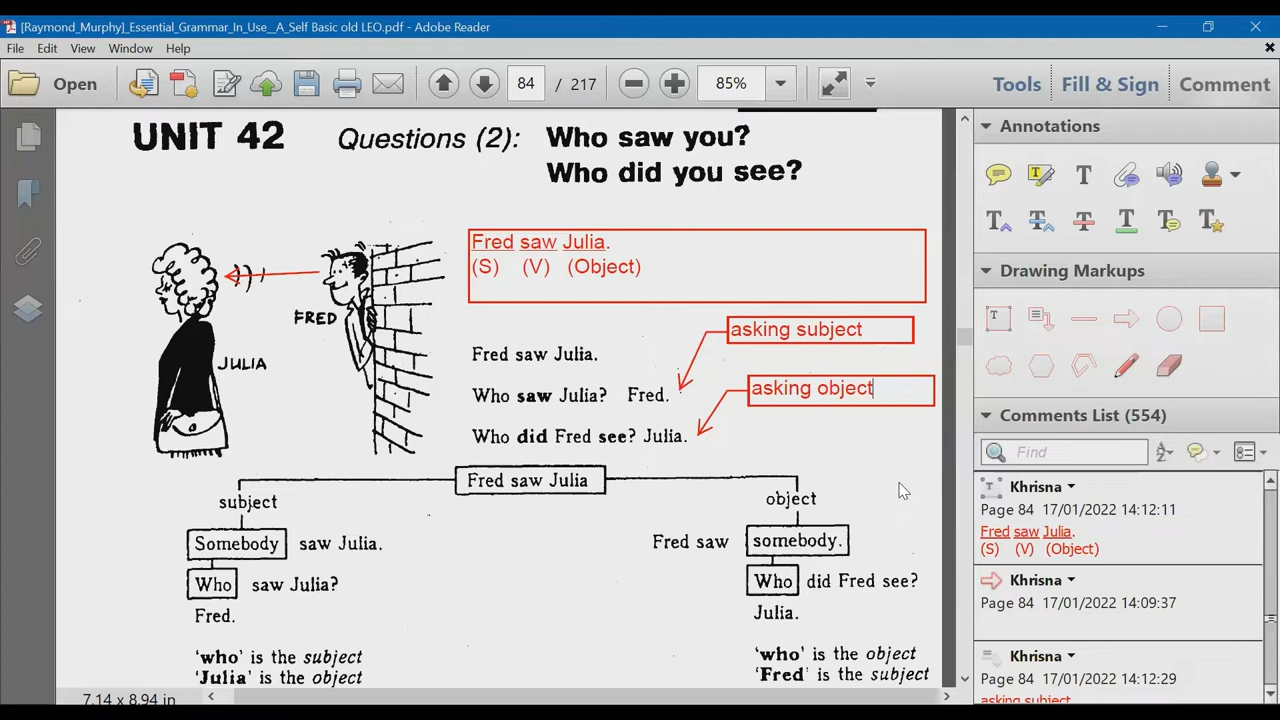 [Raymond_Murphy]_Essential_Grammar_In_Use__A_Self Basic old LEO.pdf - Adobe Reader
File Edit View Window Help
Open 84 / 217 85% Tools Fill & Sign Comment
UNIT 42 Questions (2): Who saw you?
Who did you see?
Fred saw Julia.
(S) (V) (Object)
FRED
JULIA
asking subject
Fred saw Julia.
asking object
Who saw Julia? Fred.
Who did Fred see? Julia.
Fred saw Julia
subject object
Somebody saw Julia. Fred saw somebody.
Who saw Julia? Who did Fred see?
Fred. Julia.
‘who’ is the subject ‘who’ is the object
‘Julia’ is the object ‘Fred’ is the subject
7.14 x 8.94 in
Annotations
Drawing Markups
Comments List (554)
Find
Khrisna
Page 84 17/01/2022 14:12:11
Fred saw Julia.
(S) (V) (Object)
Khrisna
Page 84 17/01/2022 14:09:37
Khrisna
Page 84 17/01/2022 14:12:29
asking subject